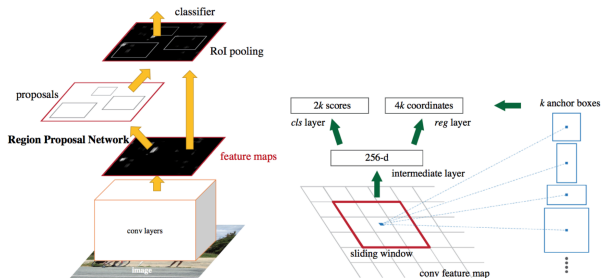 classifier
RoI pooling
proposals
Region Proposal Network
feature maps
conv layers
image
2k scores
4k coordinates
k anchor boxes
cls layer
reg layer
256-d
intermediate layer
sliding window
conv feature map